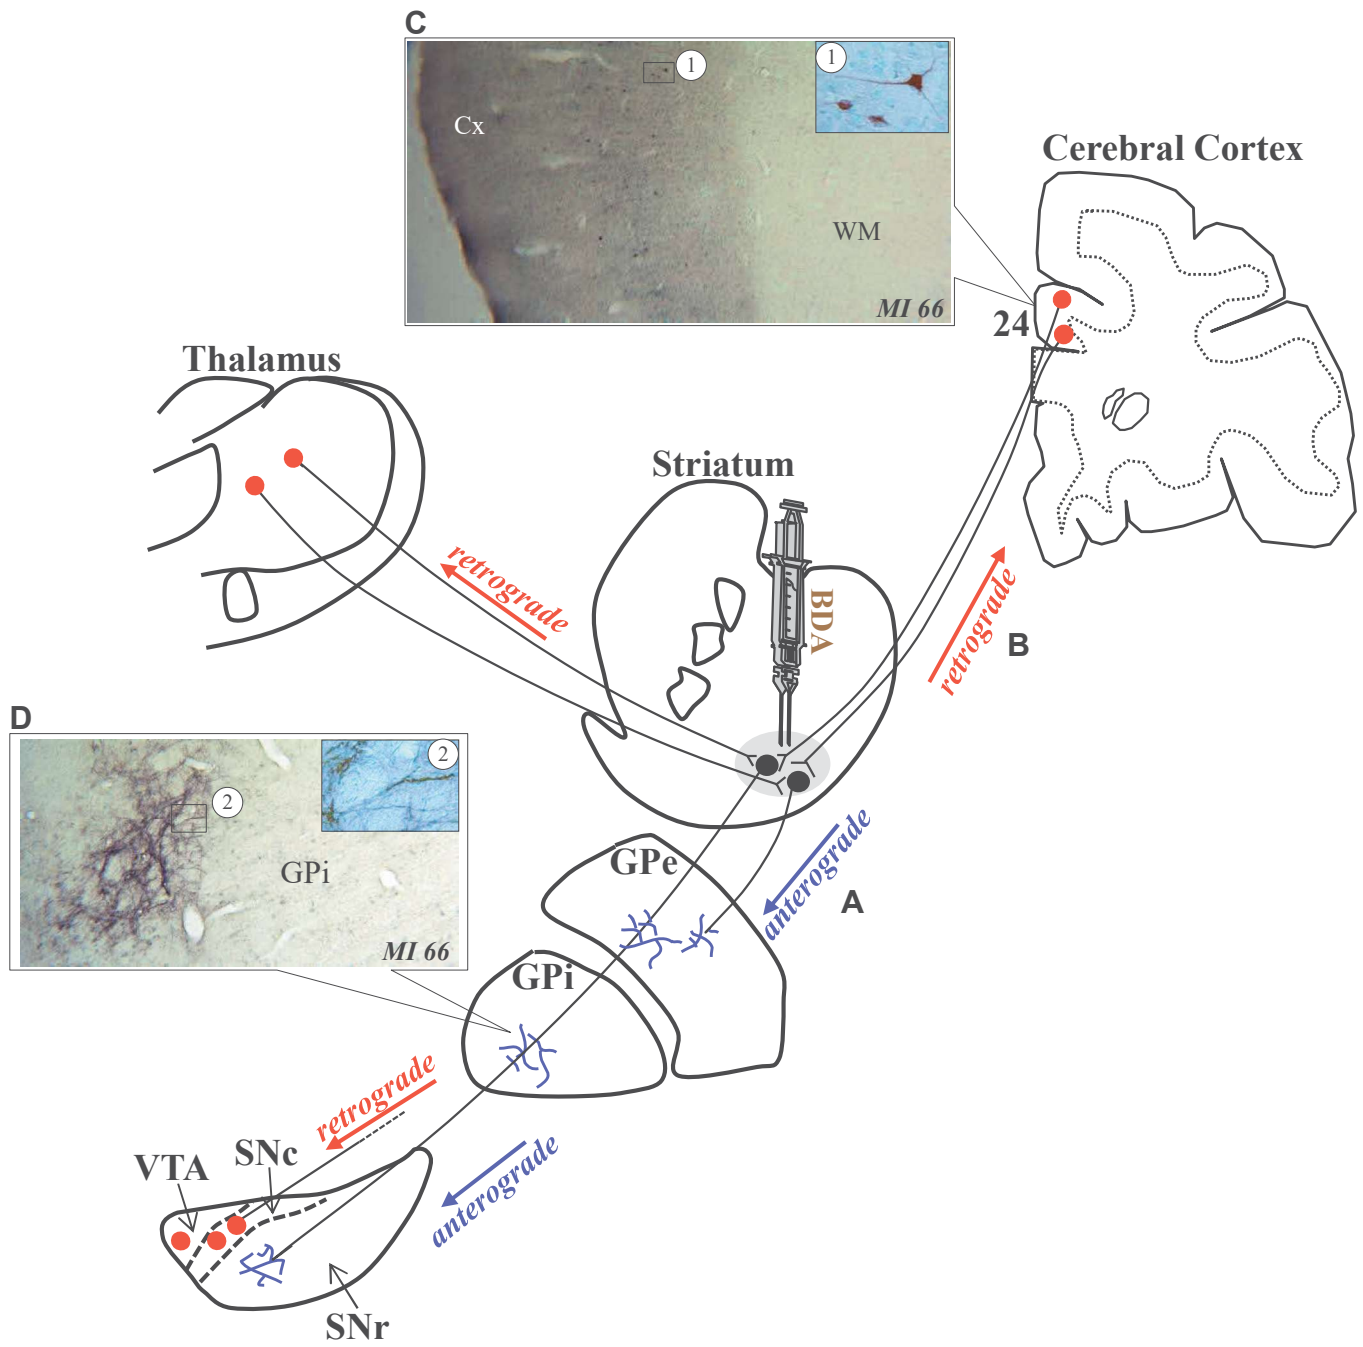 C
1
1
Cx
WM
MI 66
Cerebral Cortex
24
Thalamus
Striatum
retrograde
BDA
retrograde
B
D
2
2
GPi
MI 66
GPe
anterograde
A
GPi
retrograde
VTA
SNc
anterograde
SNr